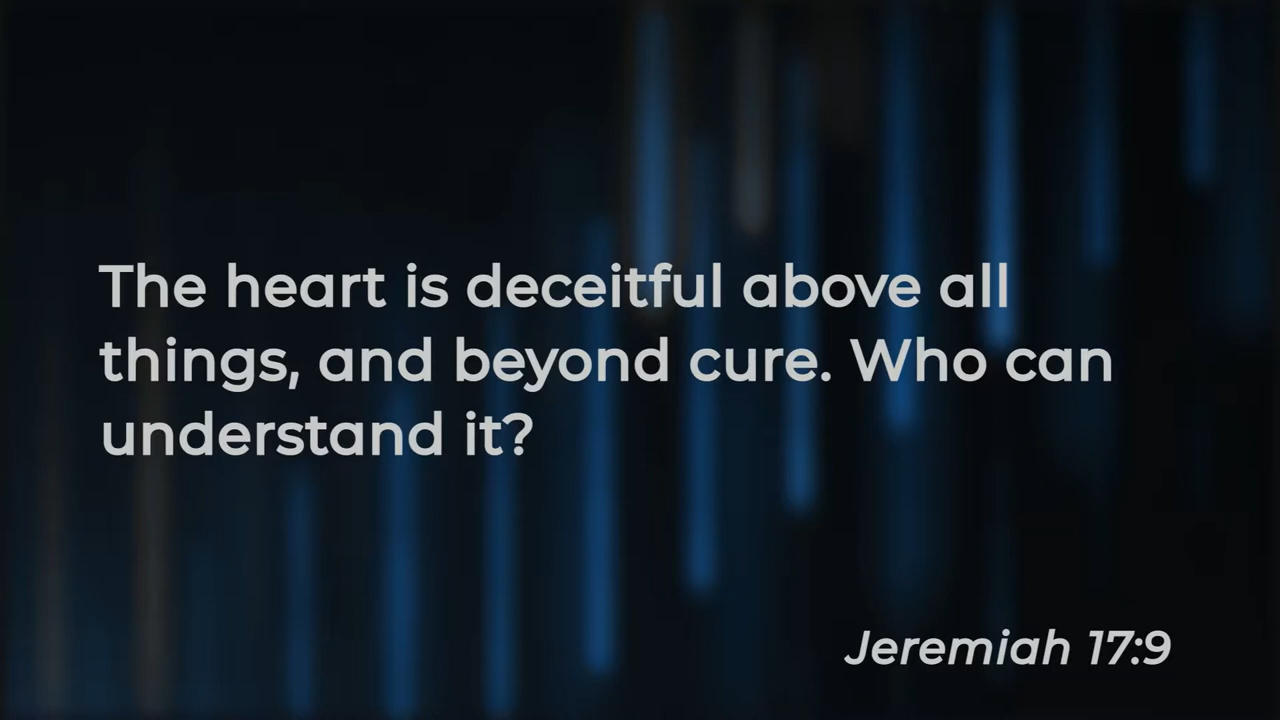 The heart is deceitful above all
things, and beyond cure. Who can
understand it?
Jeremiah 17:9